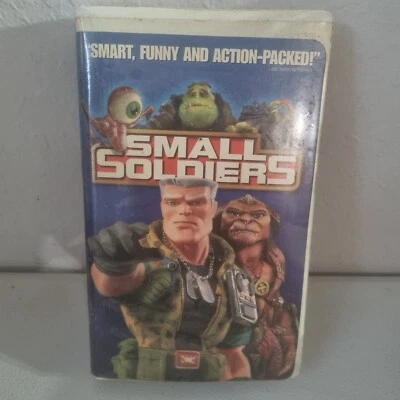 "SMART, FUNNY AND ACTION-PACKED!"
SMALL
SOLDIERS